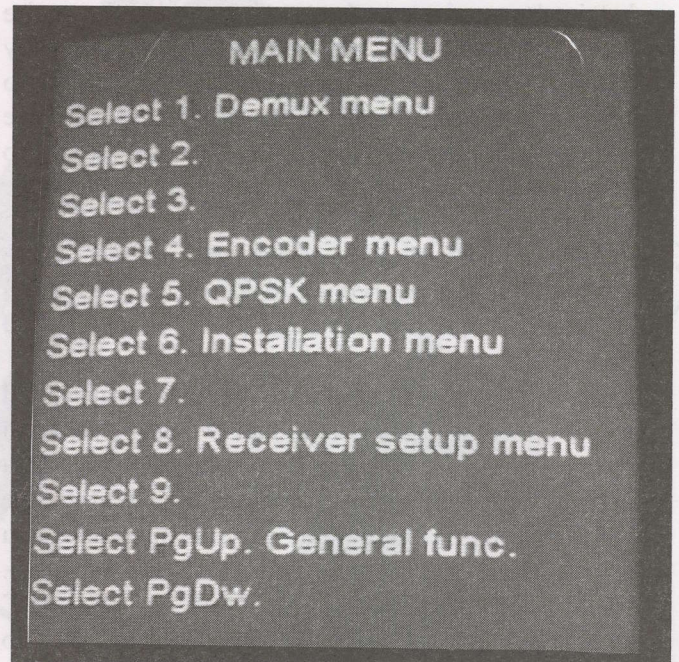 MAIN MENU
Select 1. Demux menu
Select 2.
Select 3.
Select 4. Encoder menu
Select 5. QPSK menu
Select 6. Installation menu
Select 7.
Select 8. Receiver setup menu
Select 9.
Select PgUp. General func.
Select PgDw.